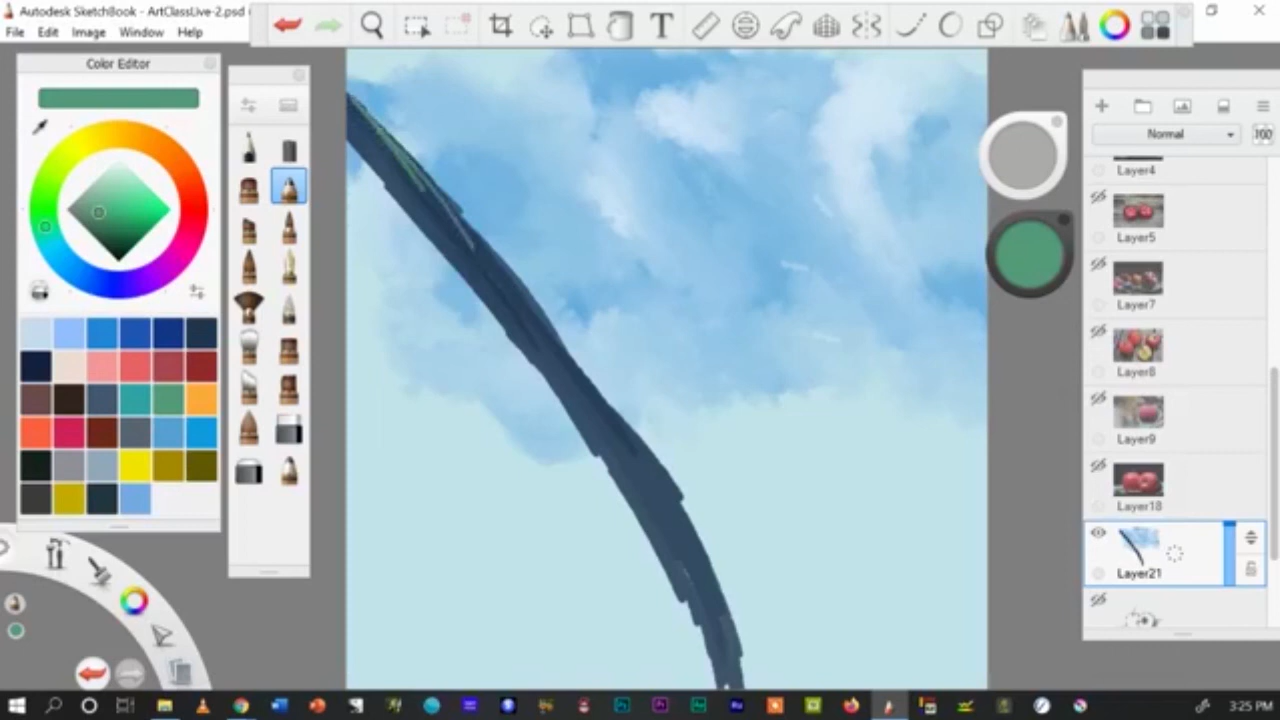 Autodesk SketchBook - ArtClassLive-2.psd
File Edit Image Window Help
Color Editor
T
Normal
100
Layer4
Layer5
Layer7
Layer8
Layer9
Layer18
Layer21
3:25 PM